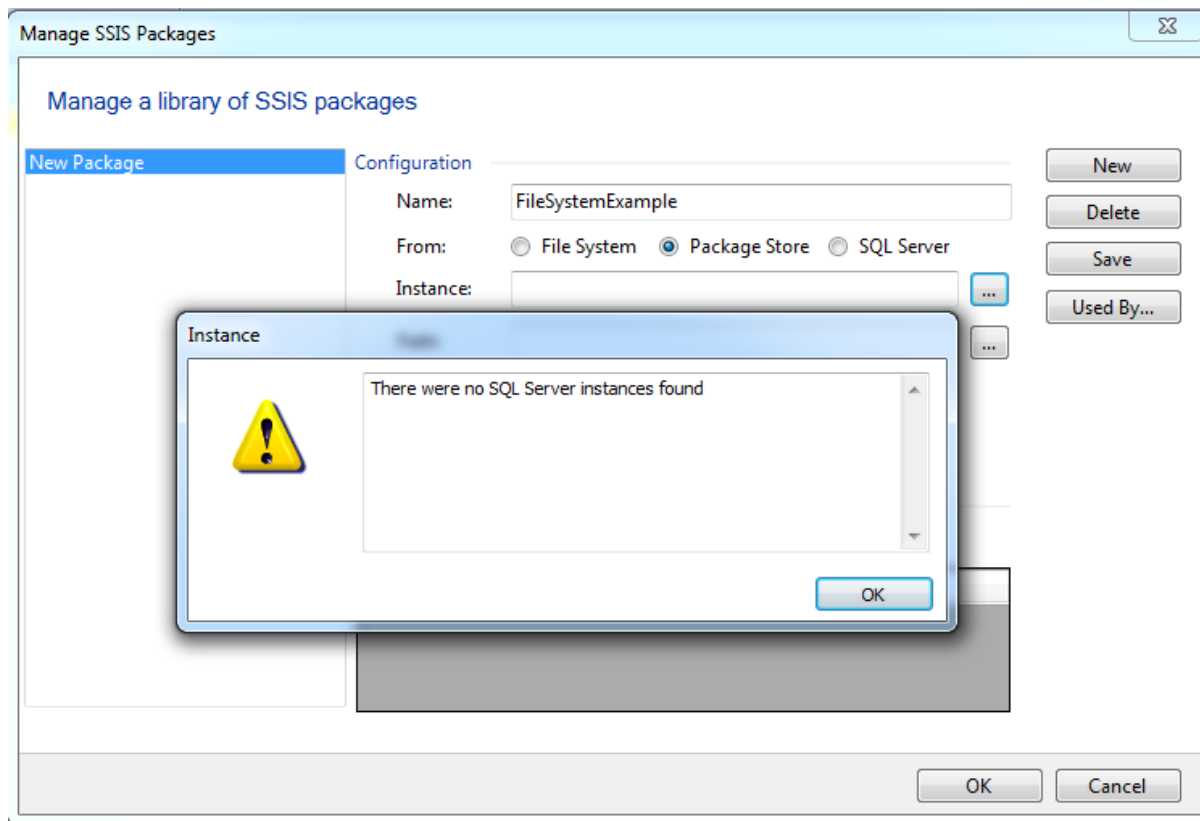 Manage SSIS Packages
Manage a library of SSIS packages
New Package
Configuration
New
Name: FileSystemExample
Delete
From: File System Package Store SQL Server
Save
Instance: ...
Used By...
Instance
...
There were no SQL Server instances found
OK
OK Cancel